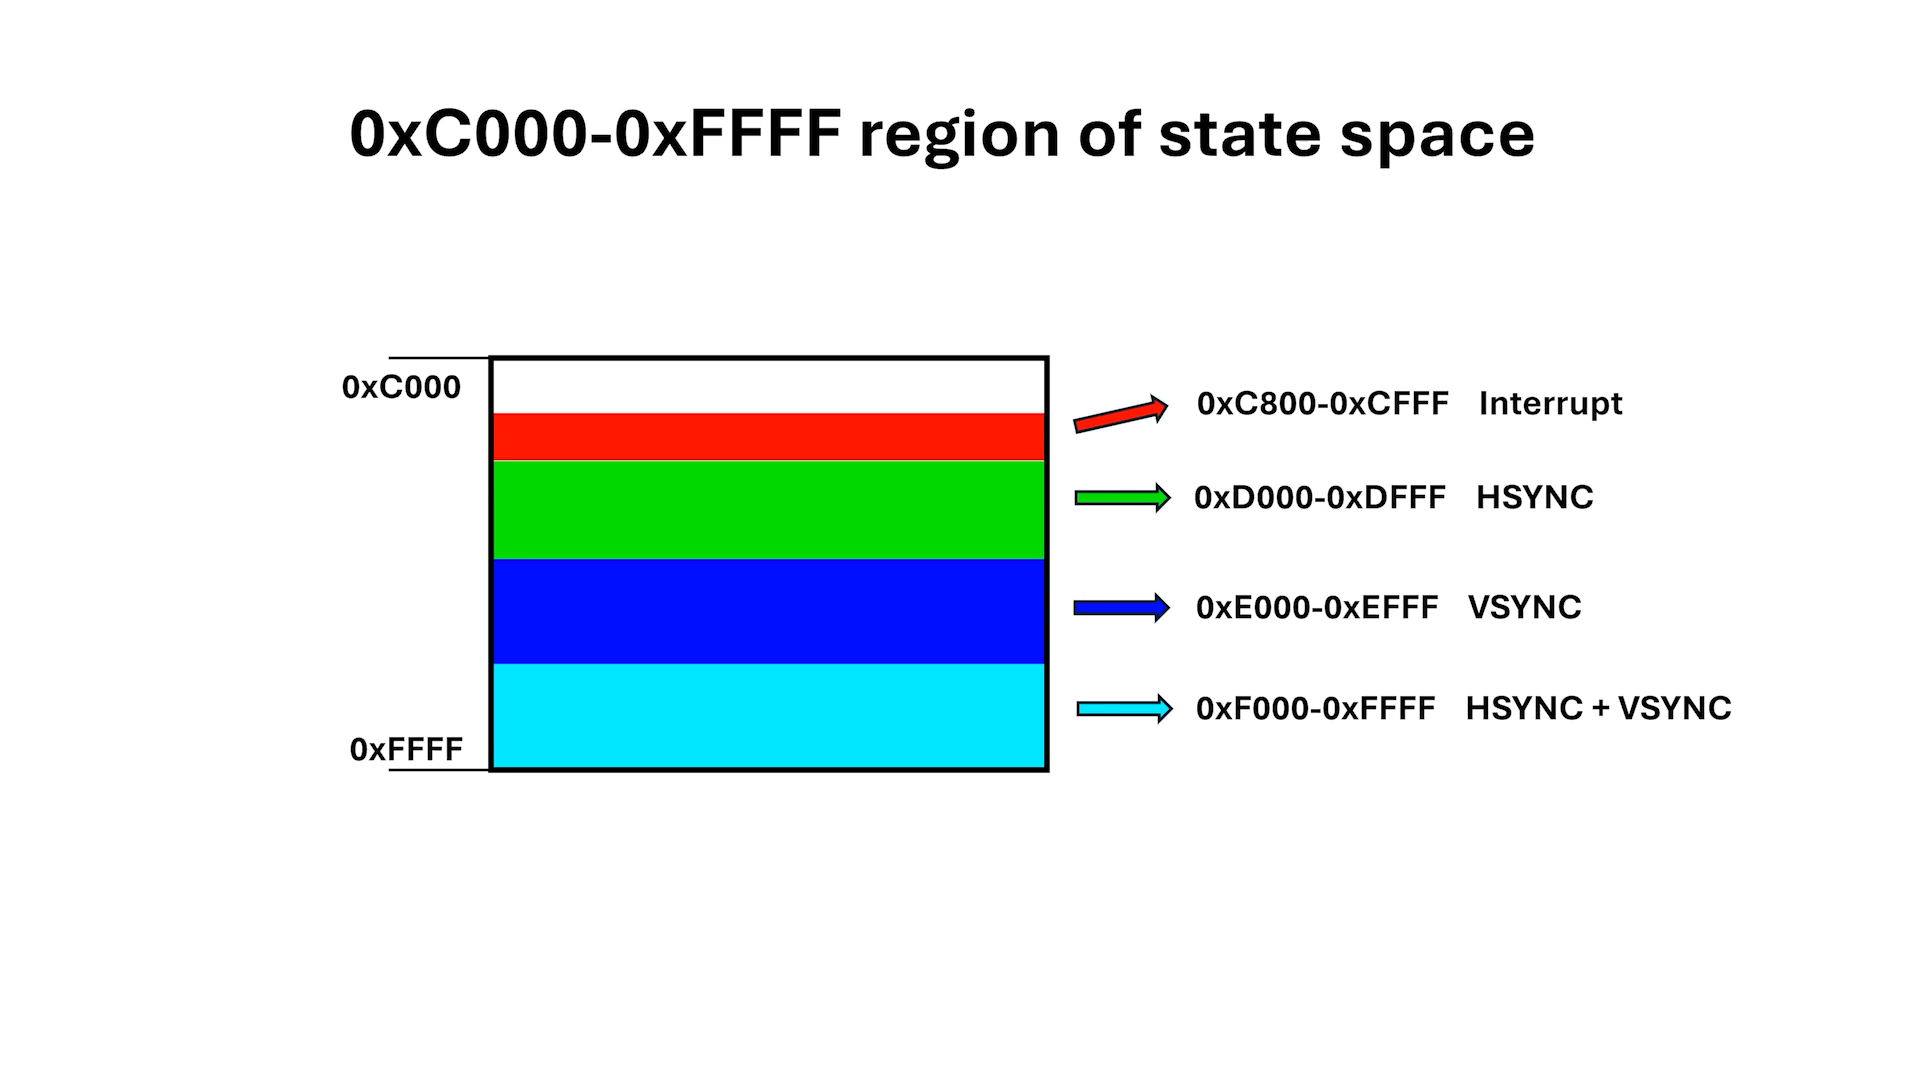 0xC000-0xFFFF region of state space
0xC000
0xC800-0xCFFF Interrupt
0xD000-0xDFFF HSYNC
0xE000-0xEFFF VSYNC
0xF000-0xFFFF HSYNC + VSYNC
0xFFFF